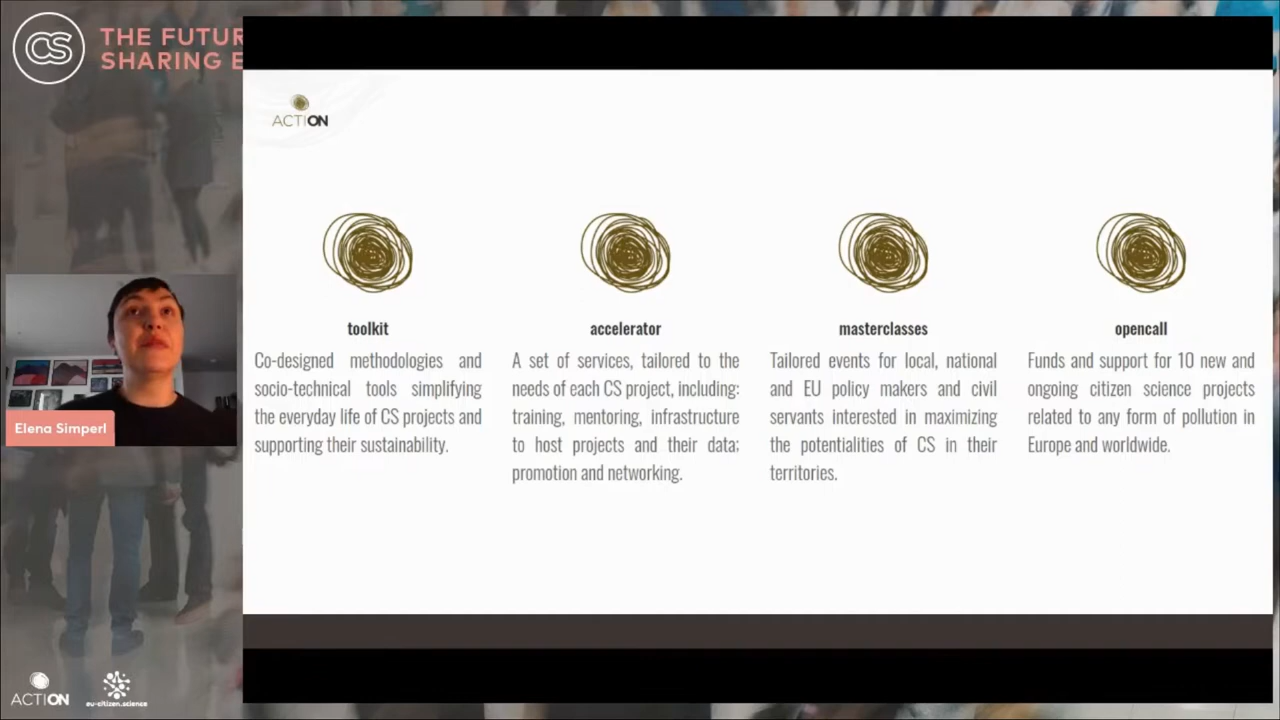 CS
THE FUTUR
SHARING E
ACTION
toolkit
Co-designed methodologies and
socio-technical tools simplifying
the everyday life of CS projects and
supporting their sustainability.
accelerator
A set of services, tailored to the
needs of each CS project, including:
training, mentoring, infrastructure
to host projects and their data;
promotion and networking.
masterclasses
Tailored events for local, national
and EU policy makers and civil
servants interested in maximizing
the potentialities of CS in their
territories.
opencall
Funds and support for 10 new and
ongoing citizen science projects
related to any form of pollution in
Europe and worldwide.
Elena Simperl
ACTION
eu-citizen.science